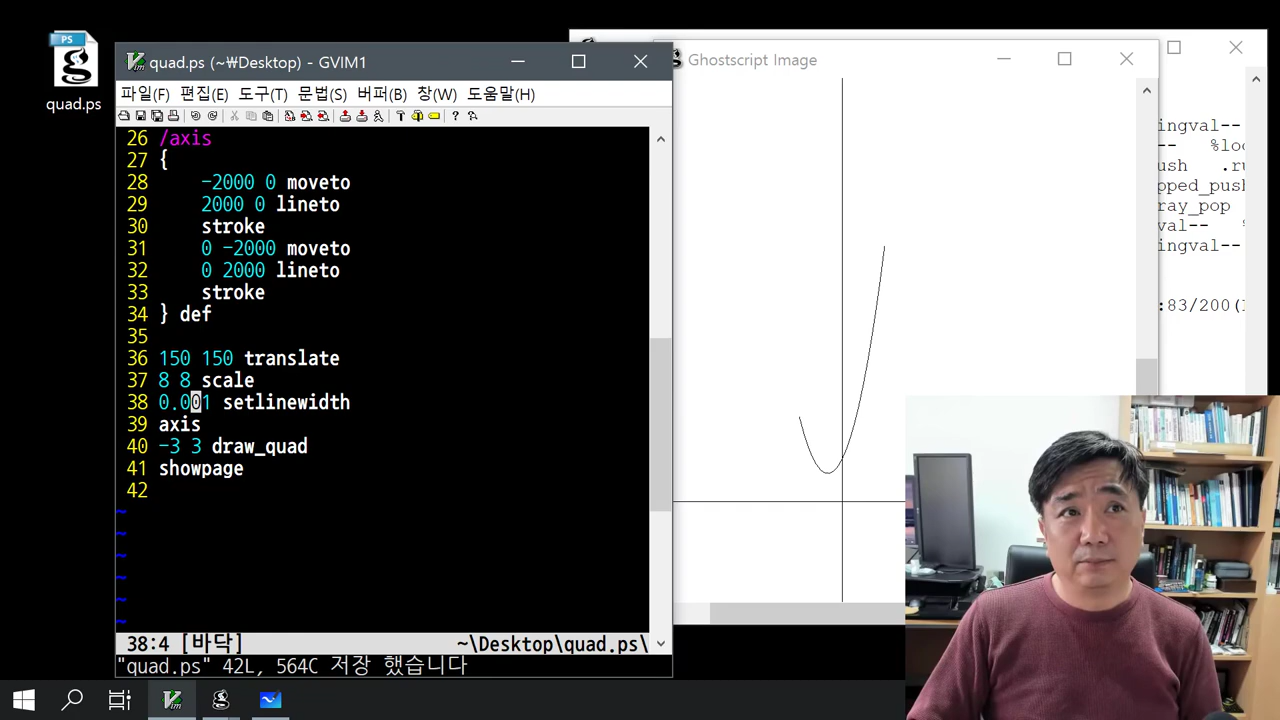 PS
quad.ps
quad.ps (~₩Desktop) - GVIM1
파일(F) 편집(E) 도구(T) 문법(S) 버퍼(B) 창(W) 도움말(H)
26 /axis
27 {
28 -2000 0 moveto
29 2000 0 lineto
30 stroke
31 0 -2000 moveto
32 0 2000 lineto
33 stroke
34 } def
35
36 150 150 translate
37 8 8 scale
38 0.001 setlinewidth
39 axis
40 -3 3 draw_quad
41 showpage
42
~
~
~
~
~
~
38:4 [바닥] ~\Desktop\quad.ps\
"quad.ps" 42L, 564C 저장 했습니다
Ghostscript Image
ingval--
-- %lo
ush .ru
pped_push
ray_pop
val-- %
ingval--
:83/200(